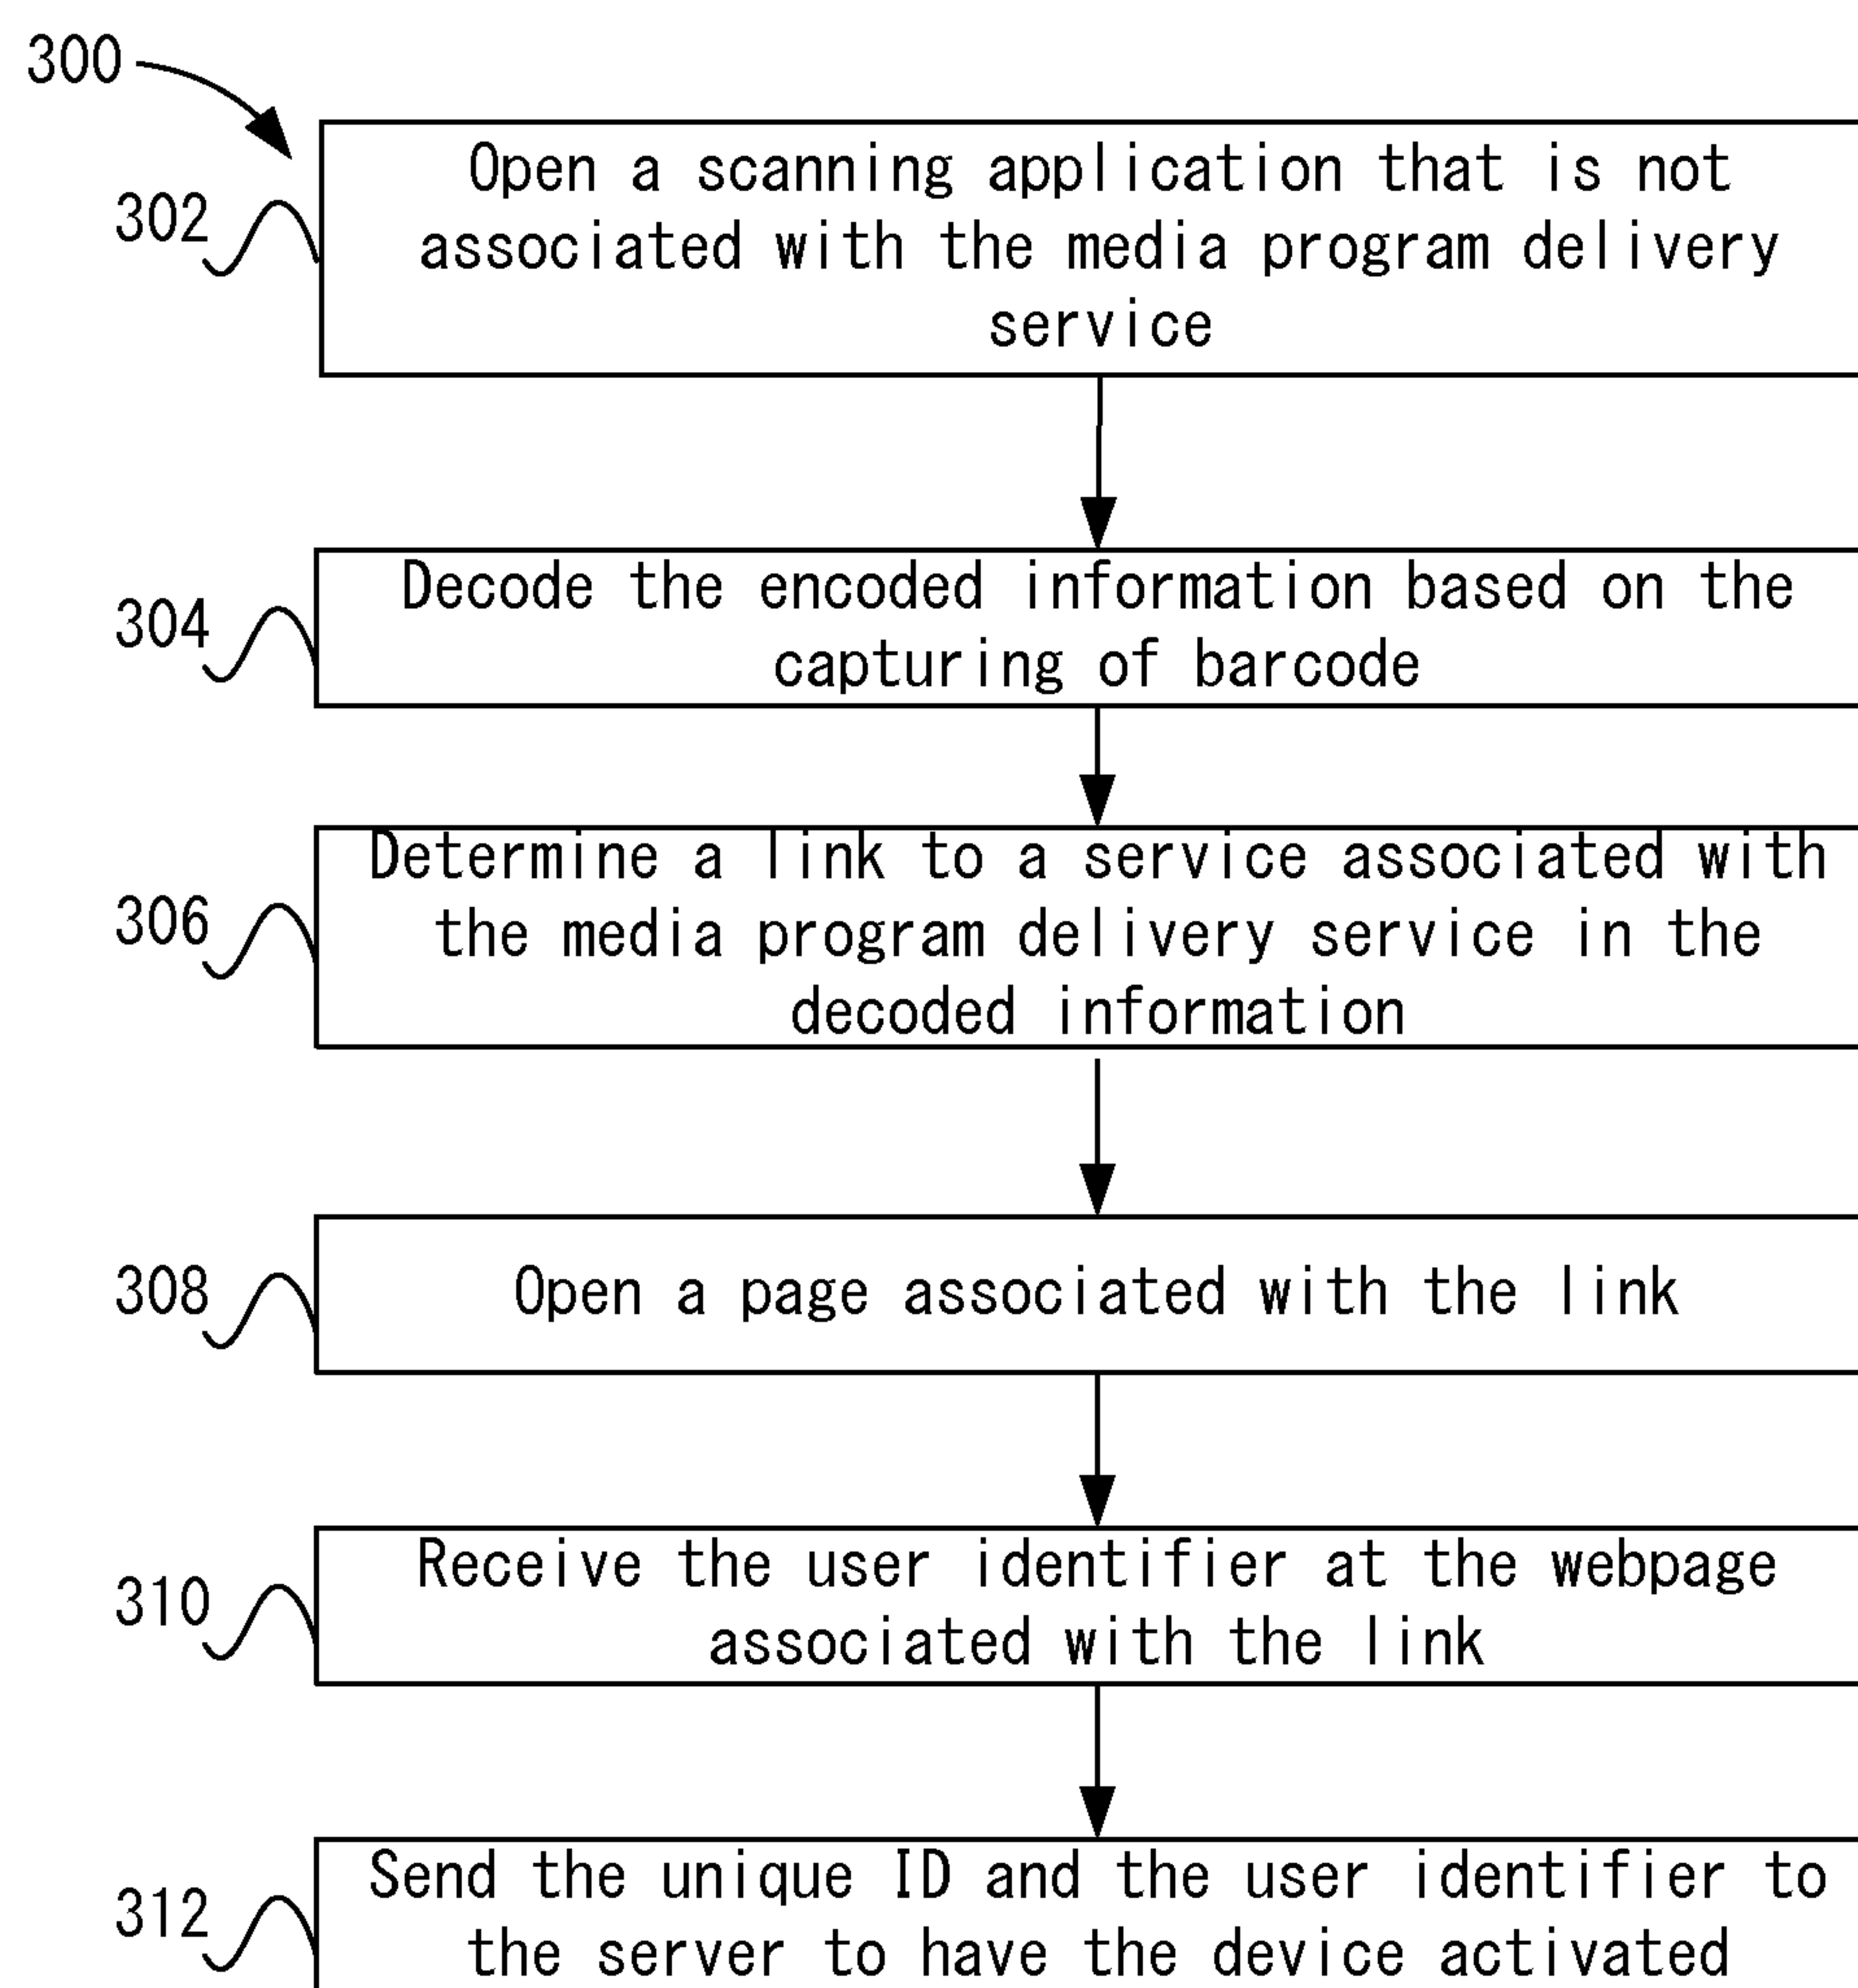 300
302
Open a scanning application that is not
associated with the media program delivery
service
304
Decode the encoded information based on the
capturing of barcode
306
Determine a link to a service associated with
the media program delivery service in the
decoded information
308
Open a page associated with the link
310
Receive the user identifier at the webpage
associated with the link
312
Send the unique ID and the user identifier to
the server to have the device activated